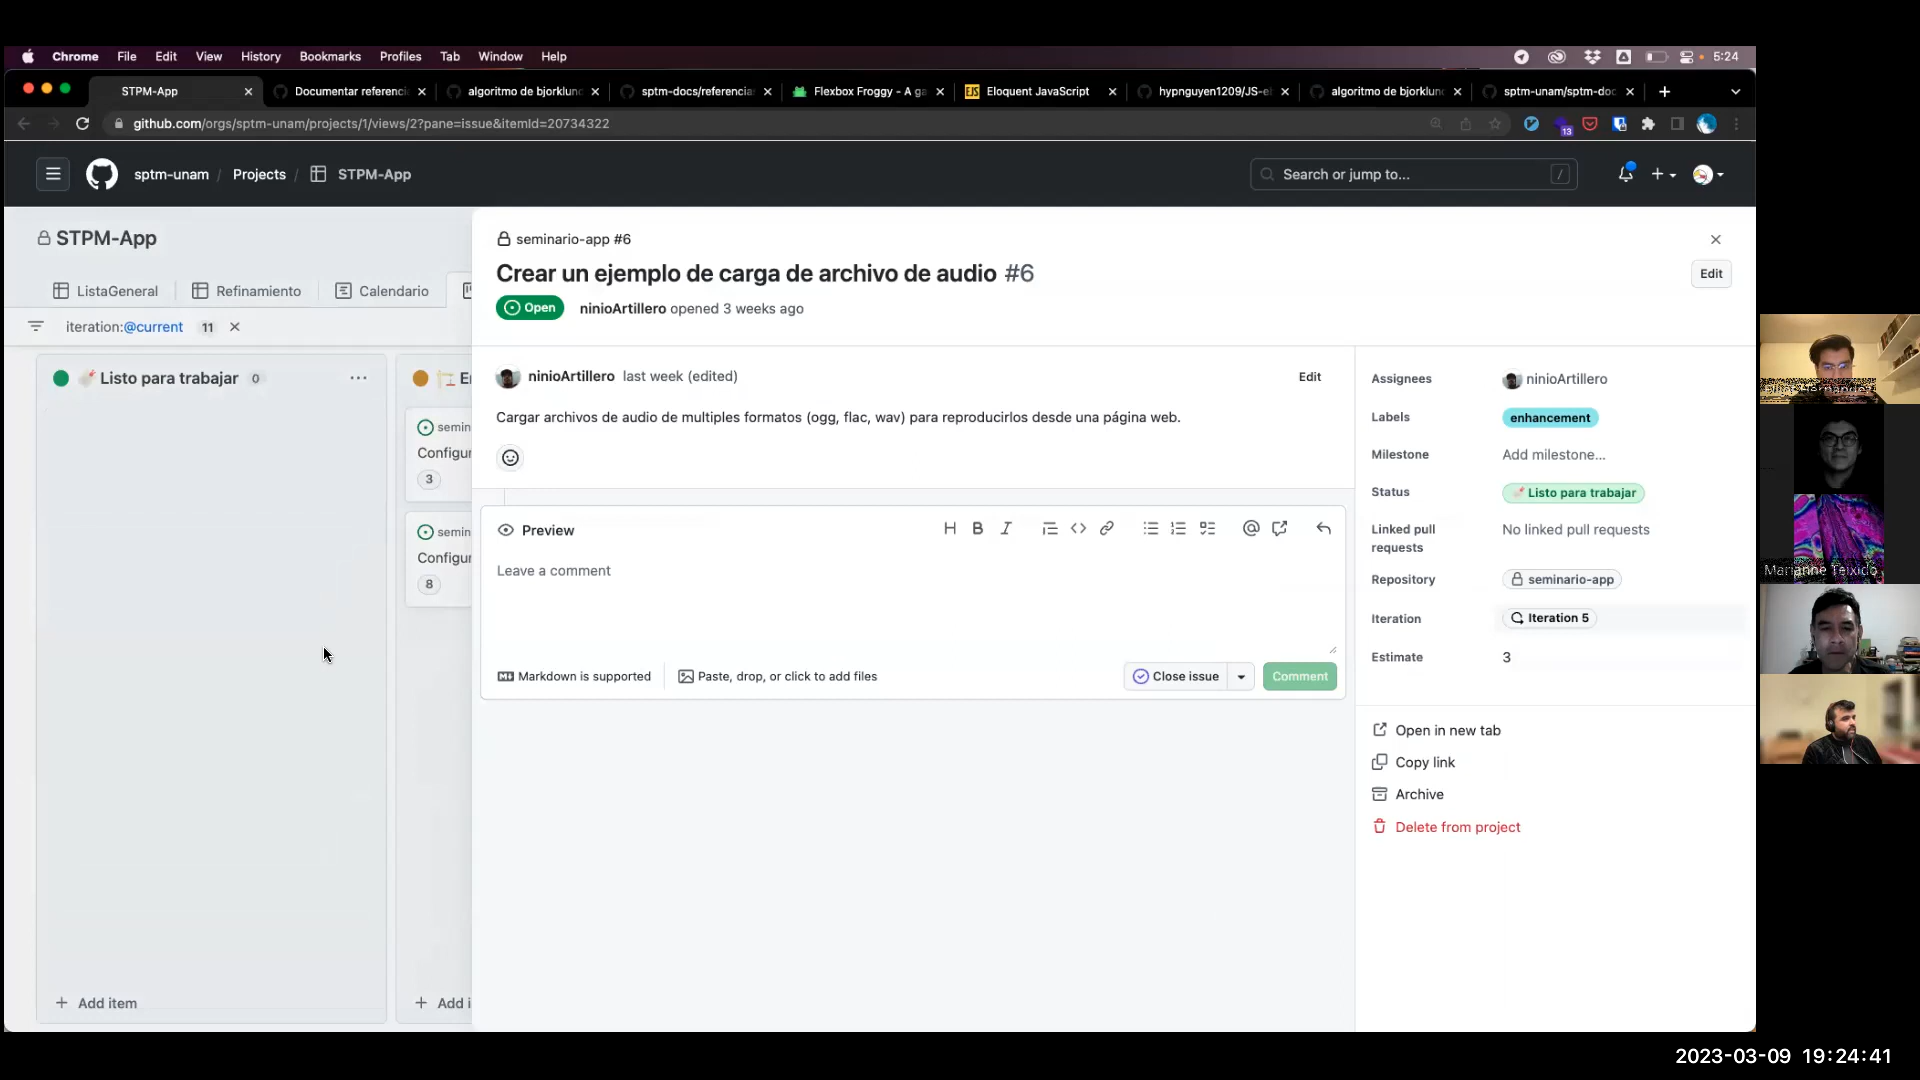 Chrome File Edit View History Bookmarks Profiles Tab Window Help 5:24
STPM-App Documentar referenci algoritmo de bjorklun sptm-docs/referencia Flexbox Froggy - A ga EJS Eloquent JavaScript hypnguyen1209/JS-e algoritmo de bjorklun sptm-unam/sptm-doc
github.com/orgs/sptm-unam/projects/1/views/2?pane=issue&itemId=20734322 13
sptm-unam / Projects / STPM-App Search or jump to... /
STPM-App
ListaGeneral Refinamiento Calendario
iteration:@current 11
Listo para trabajar 0
Add item
semin
Configur
3
semin
Configur
8
Add i
seminario-app #6
Crear un ejemplo de carga de archivo de audio #6
Edit
Open ninioArtillero opened 3 weeks ago
ninioArtillero last week (edited) Edit
Cargar archivos de audio de multiples formatos (ogg, flac, wav) para reproducirlos desde una página web.
Preview
Leave a comment
Markdown is supported Paste, drop, or click to add files Close issue Comment
Assignees ninioArtillero
Labels enhancement
Milestone Add milestone...
Status Listo para trabajar
Linked pull requests No linked pull requests
Repository seminario-app
Iteration Iteration 5
Estimate 3
Open in new tab
Copy link
Archive
Delete from project
Marianne Teixido
2023-03-09 19:24:41